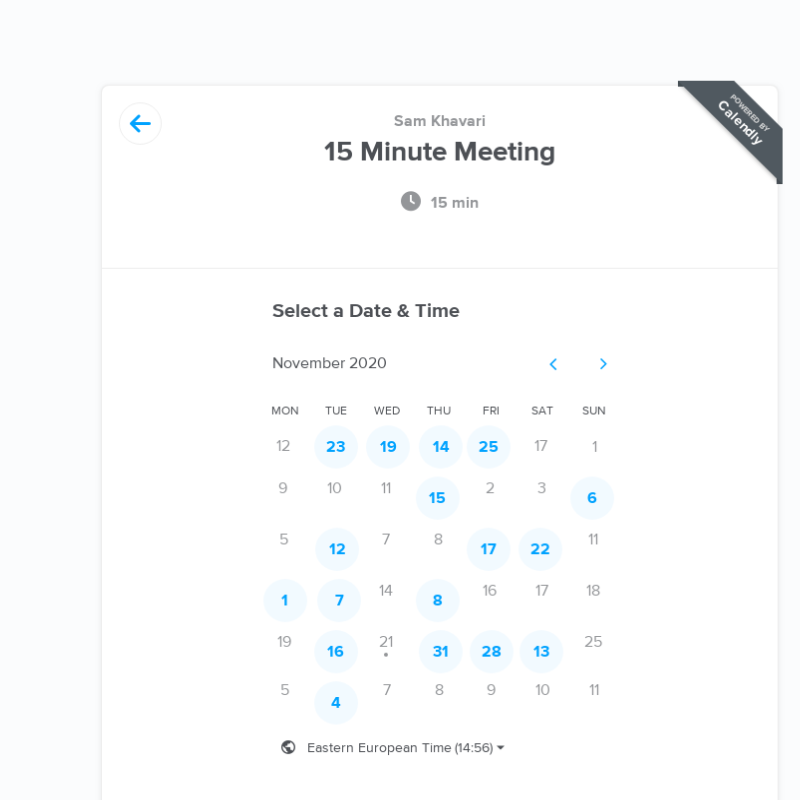 POWERED BY
Calendly
Sam Khavari
15 Minute Meeting
15 min
Select a Date & Time
November 2020
MON TUE WED THU FRI SAT SUN
12 23 19 14 25 17 1
9 10 11 15 2 3 6
5 12 7 8 17 22 11
1 7 14 8 16 17 18
19 16 21 31 28 13 25
5 4 7 8 9 10 11
Eastern European Time (14:56)